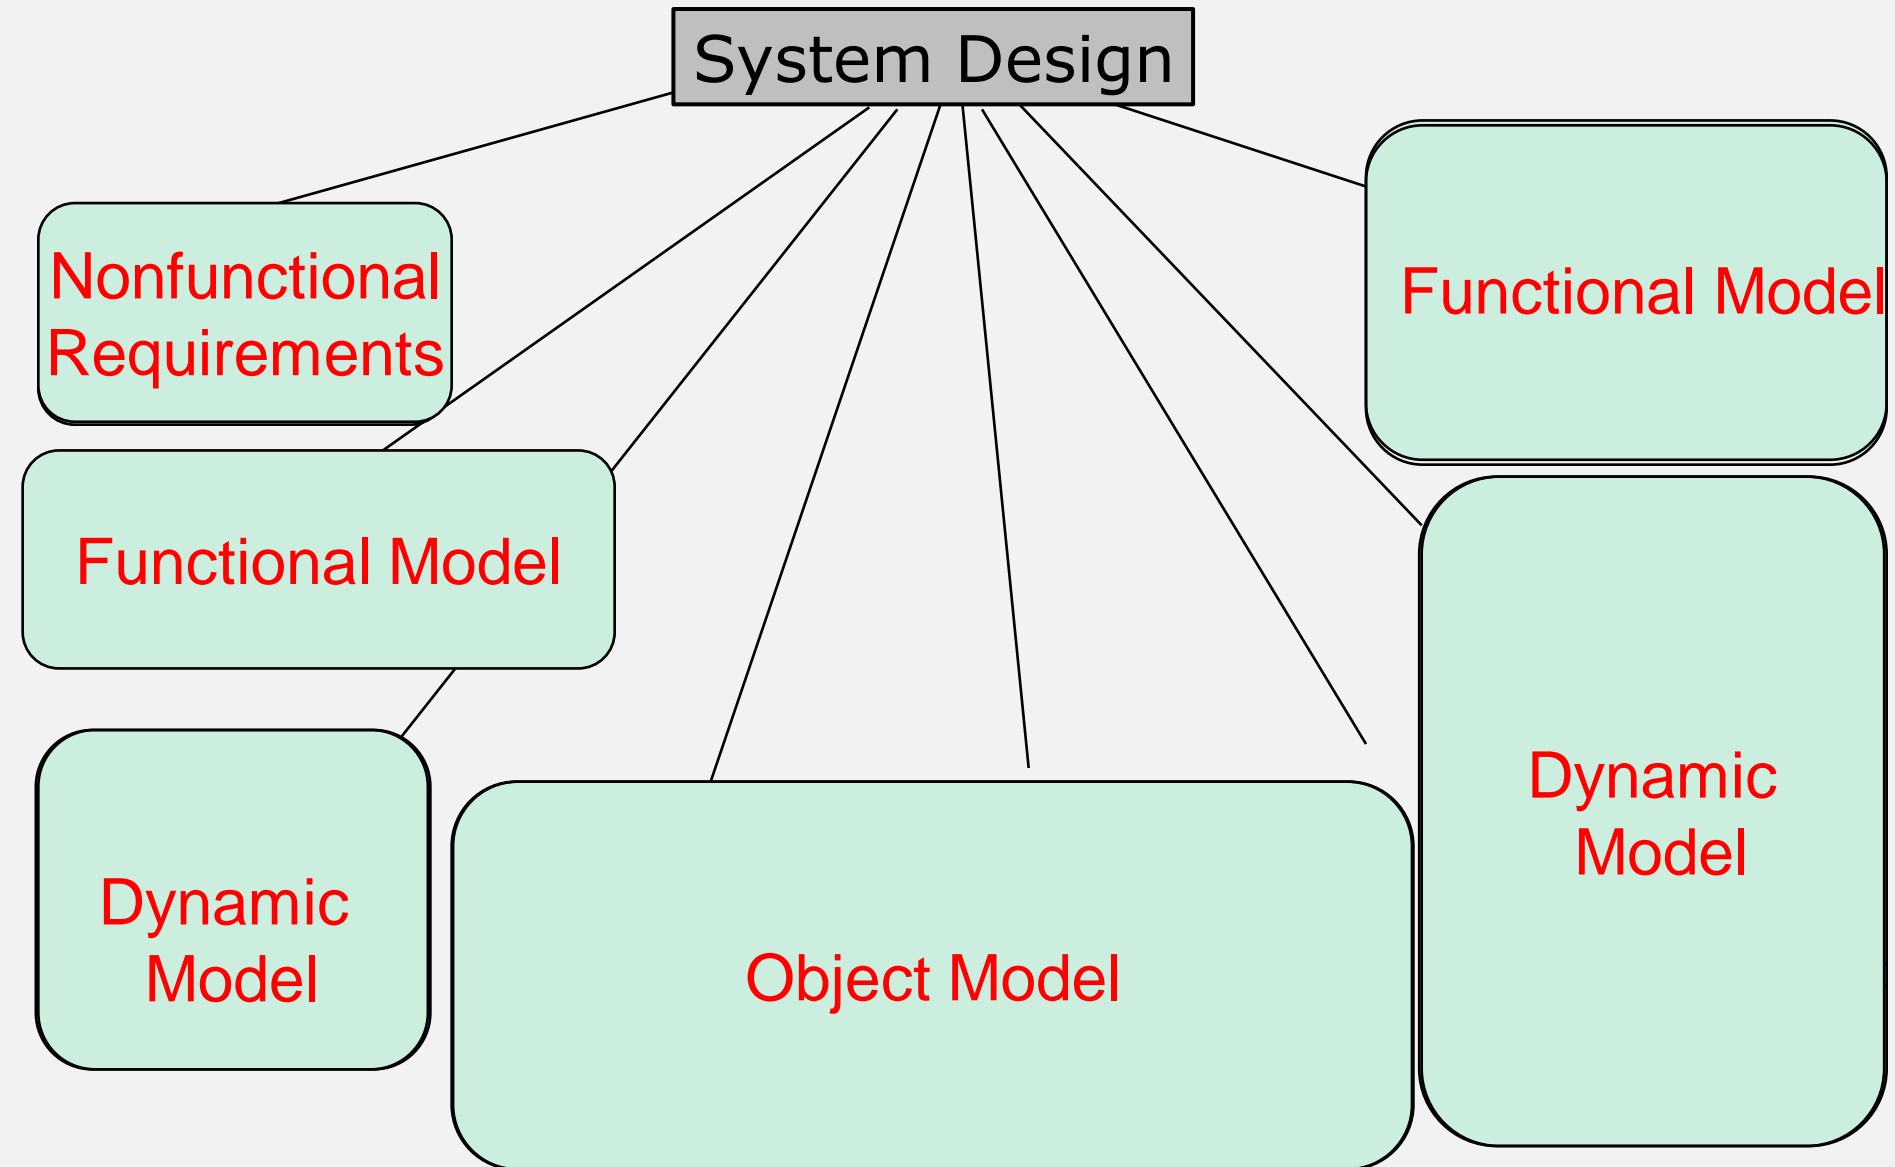 System Design
Nonfunctional
Requirements
Functional Model
Functional Model
Dynamic
Model
Dynamic
Model
Object Model